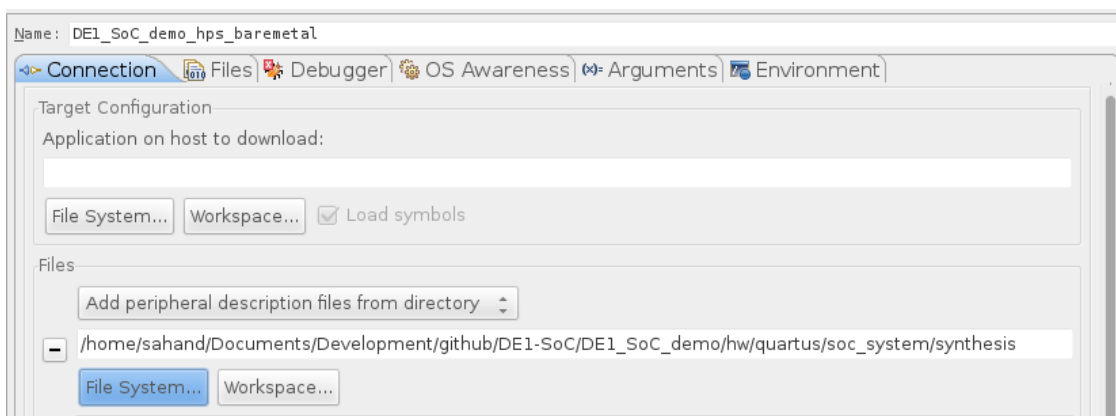 Name: DE1_SoC_demo_hps_baremetal
Connection Files Debugger OS Awareness (x)= Arguments Environment
Target Configuration
Application on host to download:
File System... Workspace... Load symbols
Files
Add peripheral description files from directory
/home/sahand/Documents/Development/github/DE1-SoC/DE1_SoC_demo/hw/quartus/soc_system/synthesis
File System... Workspace...